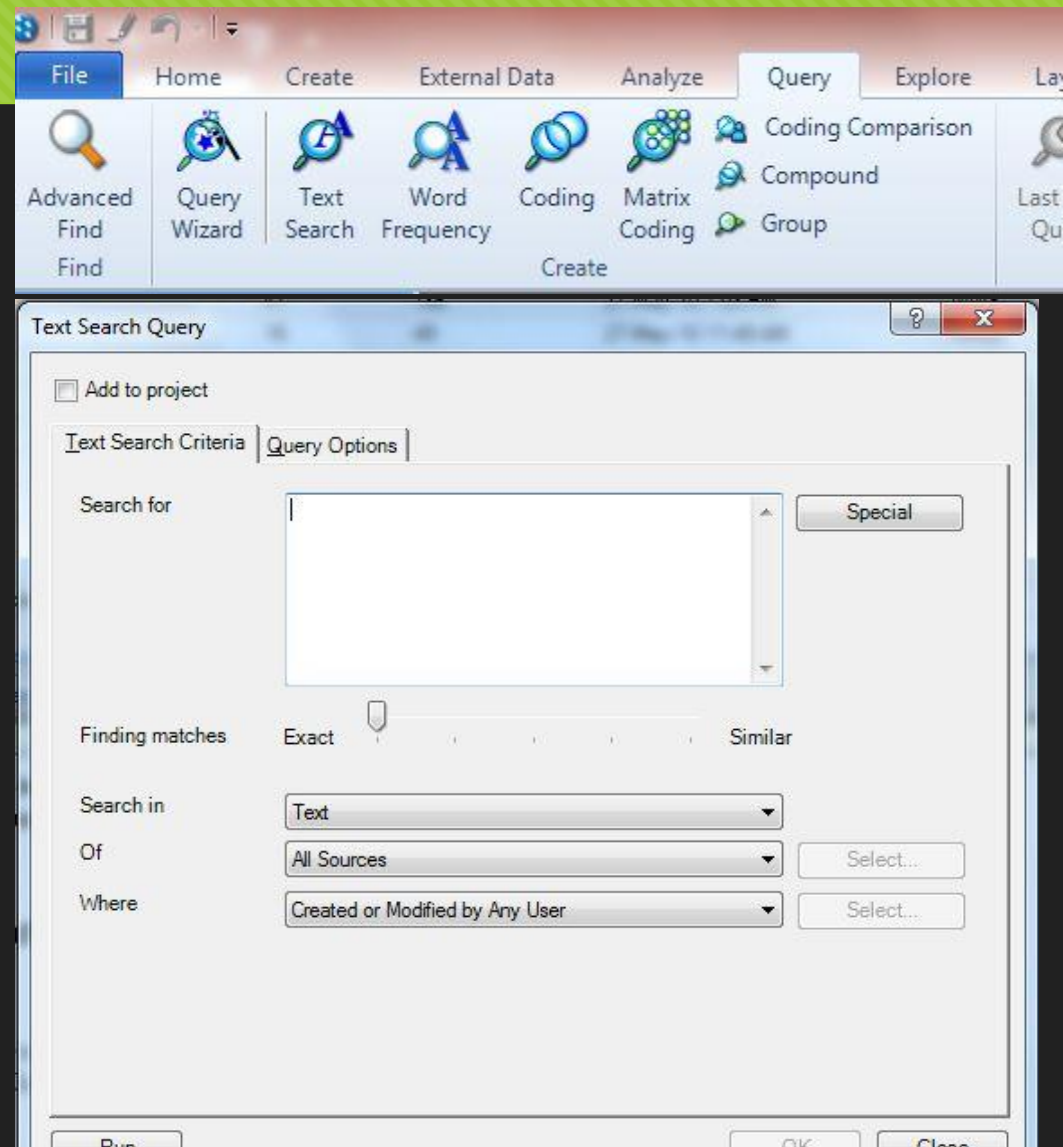 File Home Create External Data Analyze Query Explore
Advanced Find
Query Wizard
Text Search
Word Frequency
Coding
Matrix Coding
Coding Comparison
Compound
Group
Last
Find
Create
Text Search Query
Add to project
Text Search Criteria Query Options
Search for
Special
Finding matches Exact Similar
Search in Text
Of All Sources Select...
Where Created or Modified by Any User Select...
Run OK Close